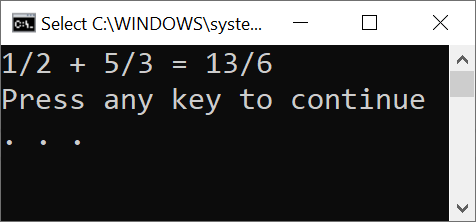 Select C:\WINDOWS\syste...
1/2 + 5/3 = 13/6
Press any key to continue
. . .